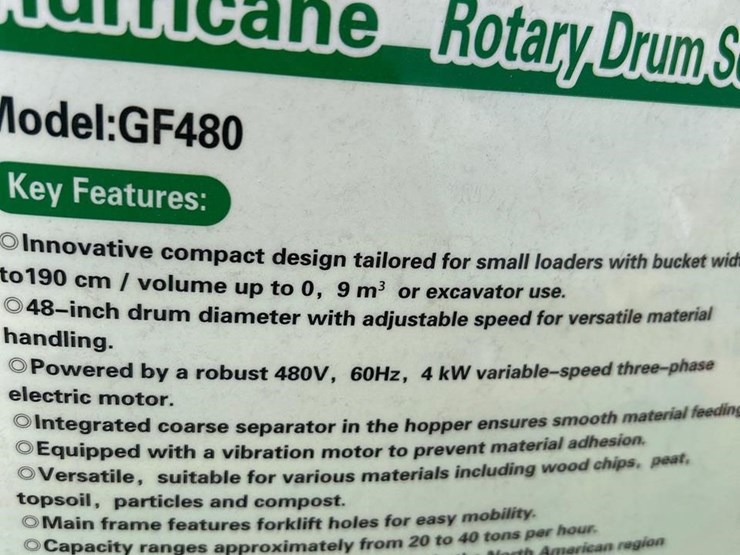 Hurricane Rotary Drum
Model:GF480
Key Features:
◎Innovative compact design tailored for small loaders with bucket
to190 cm / volume up to 0, 9 m³ or excavator use.
◎48-inch drum diameter with adjustable speed for versatile material
handling.
◎Powered by a robust 480V, 60Hz, 4 kW variable-speed three-phase
electric motor.
◎Integrated coarse separator in the hopper ensures smooth material feeding
◎Equipped with a vibration motor to prevent material adhesion.
◎Versatile, suitable for various materials including wood chips, peat,
topsoil, particles and compost.
◎Main frame features forklift holes for easy mobility.
◎Capacity ranges approximately from 20 to 40 tons per hour.
North American region